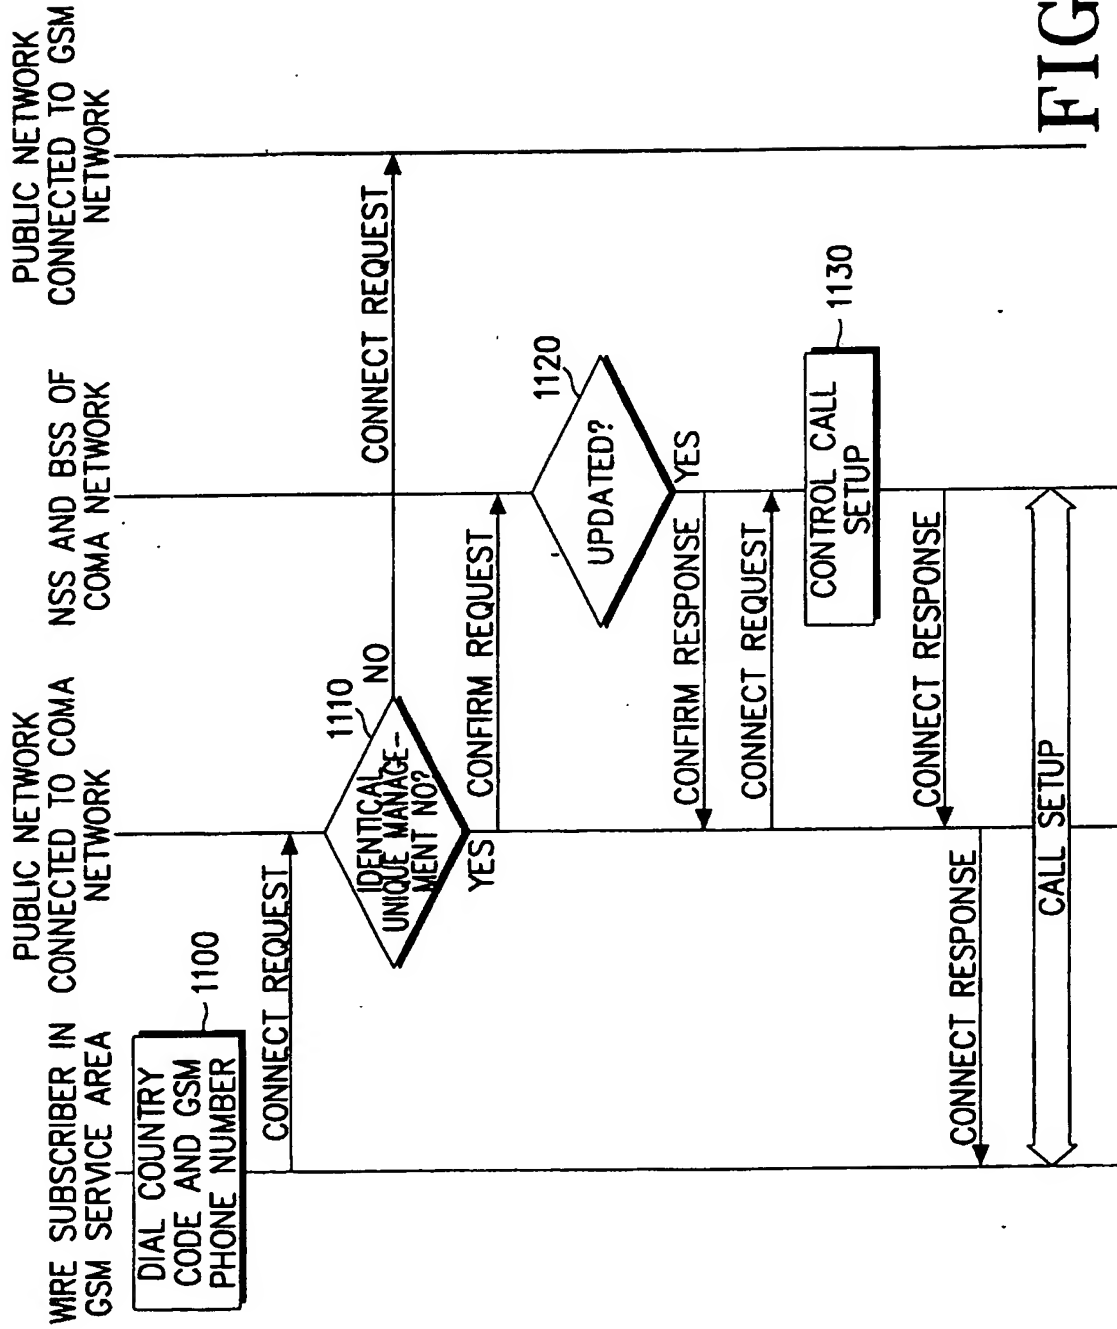 WIRE SUBSCRIBER IN
GSM SERVICE AREA
PUBLIC NETWORK
CONNECTED TO COMA
NETWORK
NSS AND BSS OF
COMA NETWORK
PUBLIC NETWORK
CONNECTED TO GSM
NETWORK
DIAL COUNTRY
CODE AND GSM
PHONE NUMBER
1100
CONNECT REQUEST
IDENTICAL
UNIQUE MANAGE-
MENT NO?
1110
NO
CONNECT REQUEST
YES
CONFIRM REQUEST
UPDATED?
1120
YES
CONFIRM RESPONSE
CONNECT REQUEST
CONTROL CALL
SETUP
1130
CONNECT RESPONSE
CONNECT RESPONSE
CALL SETUP
FIG